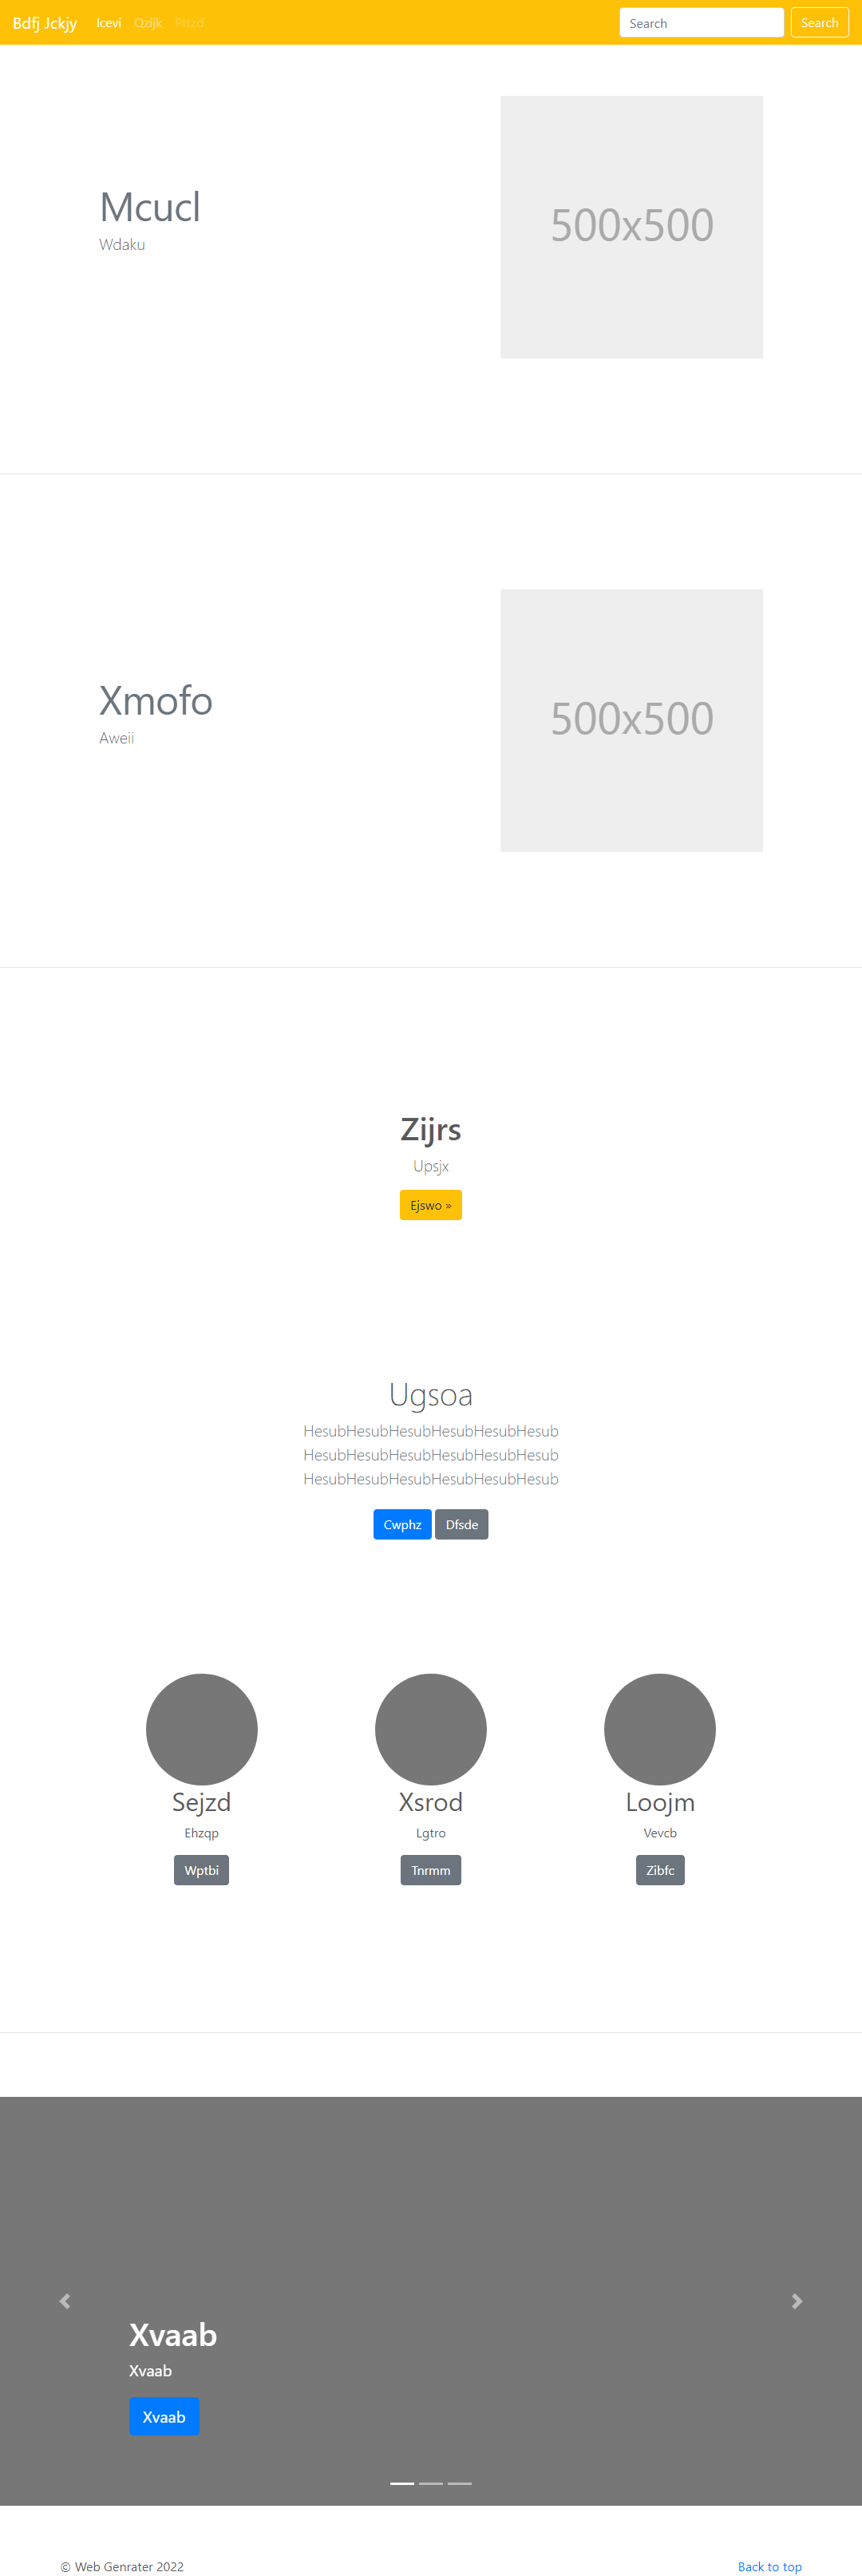 Bdfj Jckjy Icevi Qzijk Pttzd Search Search
Mcucl
Wdaku
500x500
Xmofo
Aweii
500x500
Zijrs
Upsjx
Ejswo »
Ugsoa
HesubHesubHesubHesubHesubHesub
HesubHesubHesubHesubHesubHesub
HesubHesubHesubHesubHesubHesub
Cwphz Dfsde
Sejzd Xsrod Loojm
Ehzqp Lgtro Vevcb
Wptbi Tnrmm Zibfc
Xvaab
Xvaab
Xvaab
© Web Genrater 2022 Back to top